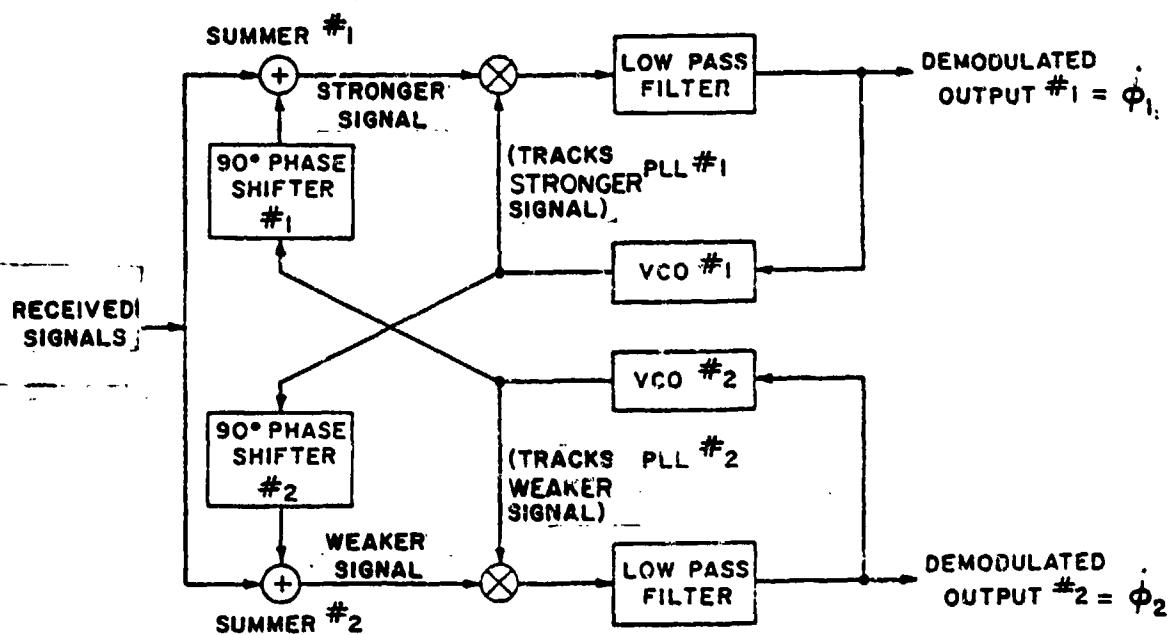 SUMMER #1
STRONGER
SIGNAL
LOW PASS
FILTER
DEMODULATED
OUTPUT #1 = φ̇1
90° PHASE
SHIFTER
#1
(TRACKS
STRONGER
SIGNAL)
PLL #1
VCO #1
RECEIVED
SIGNALS
VCO #2
90° PHASE
SHIFTER
#2
(TRACKS
WEAKER
SIGNAL)
PLL #2
WEAKER
SIGNAL
LOW PASS
FILTER
DEMODULATED
OUTPUT #2 = φ̇2
SUMMER #2